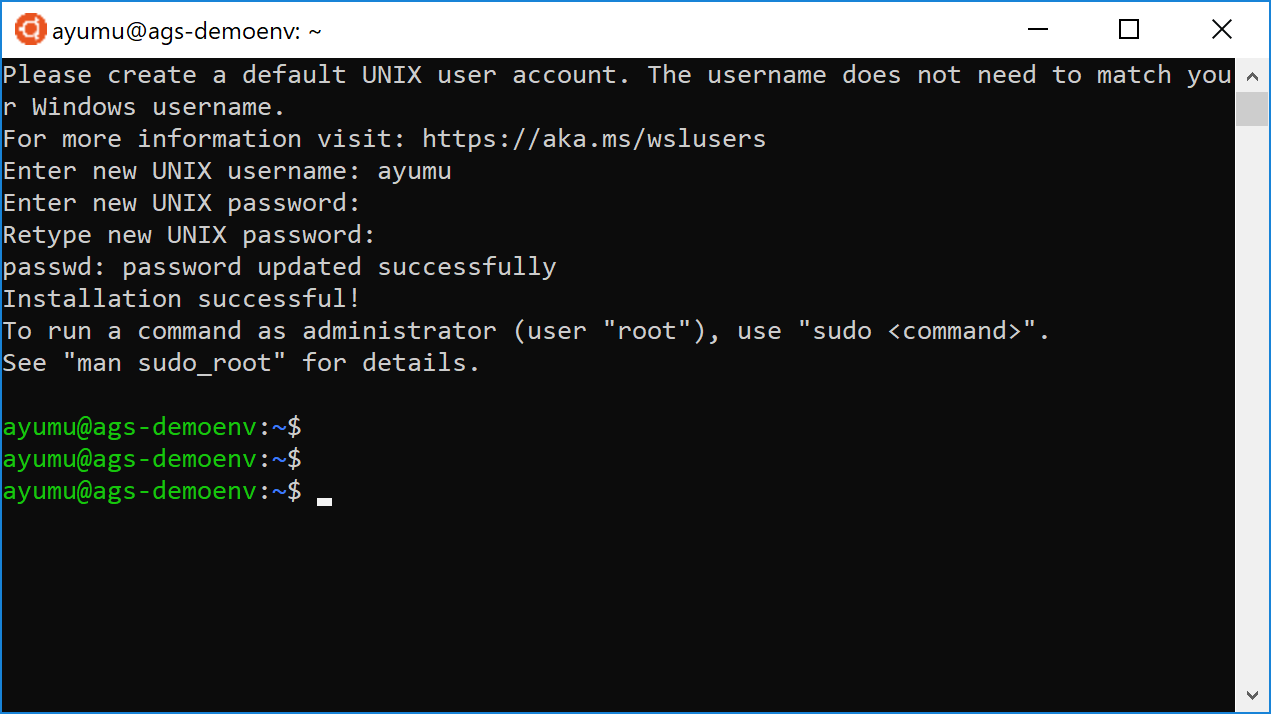 ayumu@ags-demoenv: ~
Please create a default UNIX user account. The username does not need to match you
r Windows username.
For more information visit: https://aka.ms/wslusers
Enter new UNIX username: ayumu
Enter new UNIX password:
Retype new UNIX password:
passwd: password updated successfully
Installation successful!
To run a command as administrator (user "root"), use "sudo <command>".
See "man sudo_root" for details.
ayumu@ags-demoenv:~$
ayumu@ags-demoenv:~$
ayumu@ags-demoenv:~$